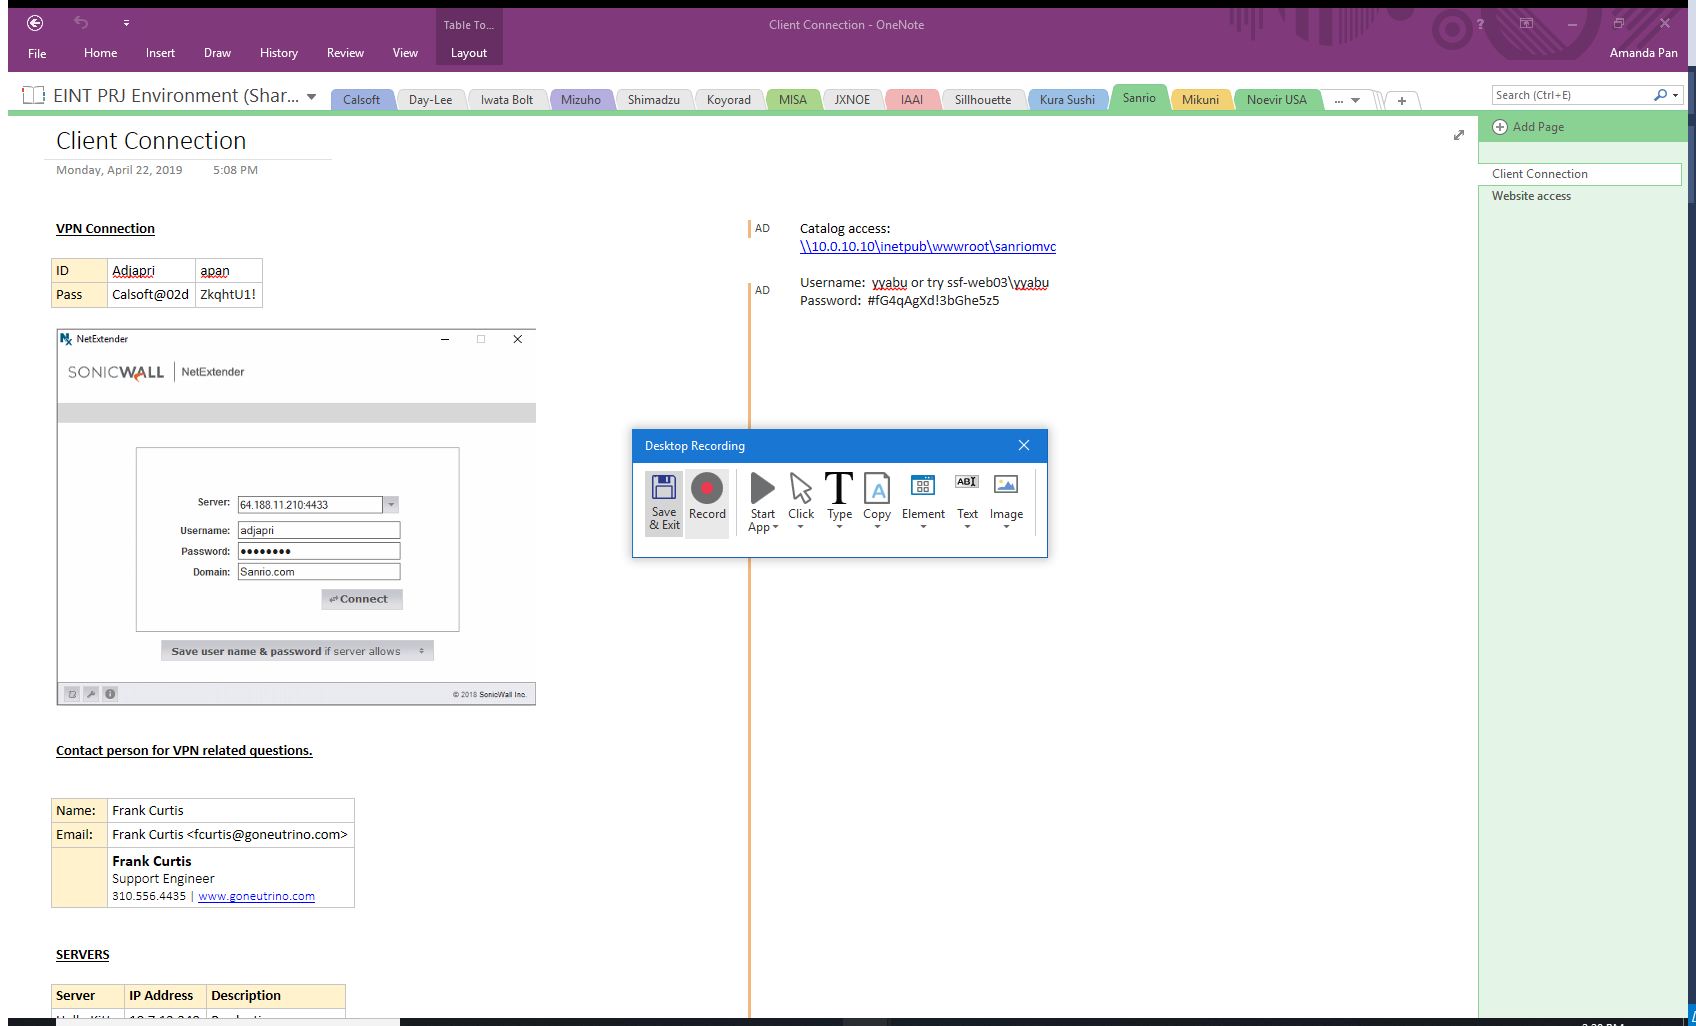 Table To...
Client Connection - OneNote
?
File
Home
Insert
Draw
History
Review
View
Layout
Amanda Pan
EINT PRJ Environment (Shar...
Calsoft
Day-Lee
Iwata Bolt
Mizuho
Shimadzu
Koyorad
MISA
JXNOE
IAAI
Sillhouette
Kura Sushi
Sanrio
Mikuni
Noevir USA
...
Search (Ctrl+E)
Add Page
Client Connection
Website access
Client Connection
Monday, April 22, 2019 5:08 PM
VPN Connection
ID Adjapri apan
Pass Calsoft@02d ZkqhtU1!
NetExtender
SONICWALL NetExtender
Server: 64.188.11.210:4433
Username: adjapri
Password: ●●●●●●●●
Domain: Sanrio.com
Connect
Save user name & password if server allows
© 2018 SonicWall Inc.
Contact person for VPN related questions.
Name: Frank Curtis
Email: Frank Curtis <fcurtis@goneutrino.com>
Frank Curtis
Support Engineer
310.556.4435 | www.goneutrino.com
SERVERS
Server IP Address Description
AD Catalog access:
\\10.0.10.10\inetpub\wwwroot\sanriomvc
AD Username: yyabu or try ssf-web03\yyabu
Password: #fG4qAgXd!3bGhe5z5
Desktop Recording
Save & Exit
Record
Start App
Click
Type
Copy
Element
ABI
Text
Image